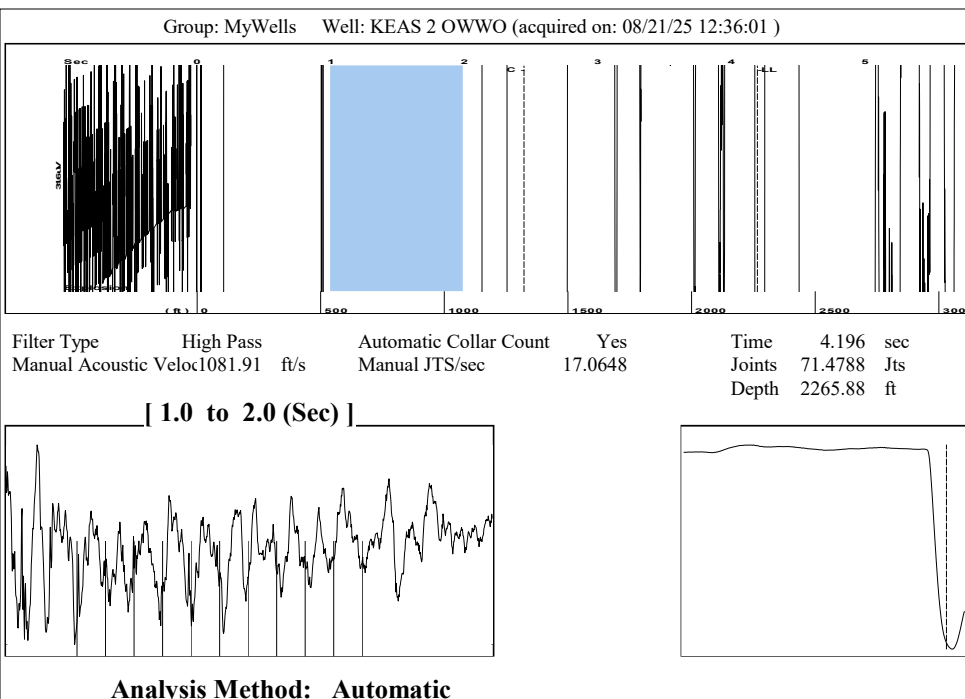 Group: MyWells Well: KEAS 2 OWWO (acquired on: 08/21/25 12:36:01 )
Sec 0 1 2 C - 3 4 -LL 5
( ft ) 0 500 1000 1500 2000 2500 300
Filter Type High Pass Automatic Collar Count Yes Time 4.196 sec
Manual Acoustic Veloc1081.91 ft/s Manual JTS/sec 17.0648 Joints 71.4788 Jts
Depth 2265.88 ft
[ 1.0 to 2.0 (Sec) ]
Analysis Method: Automatic